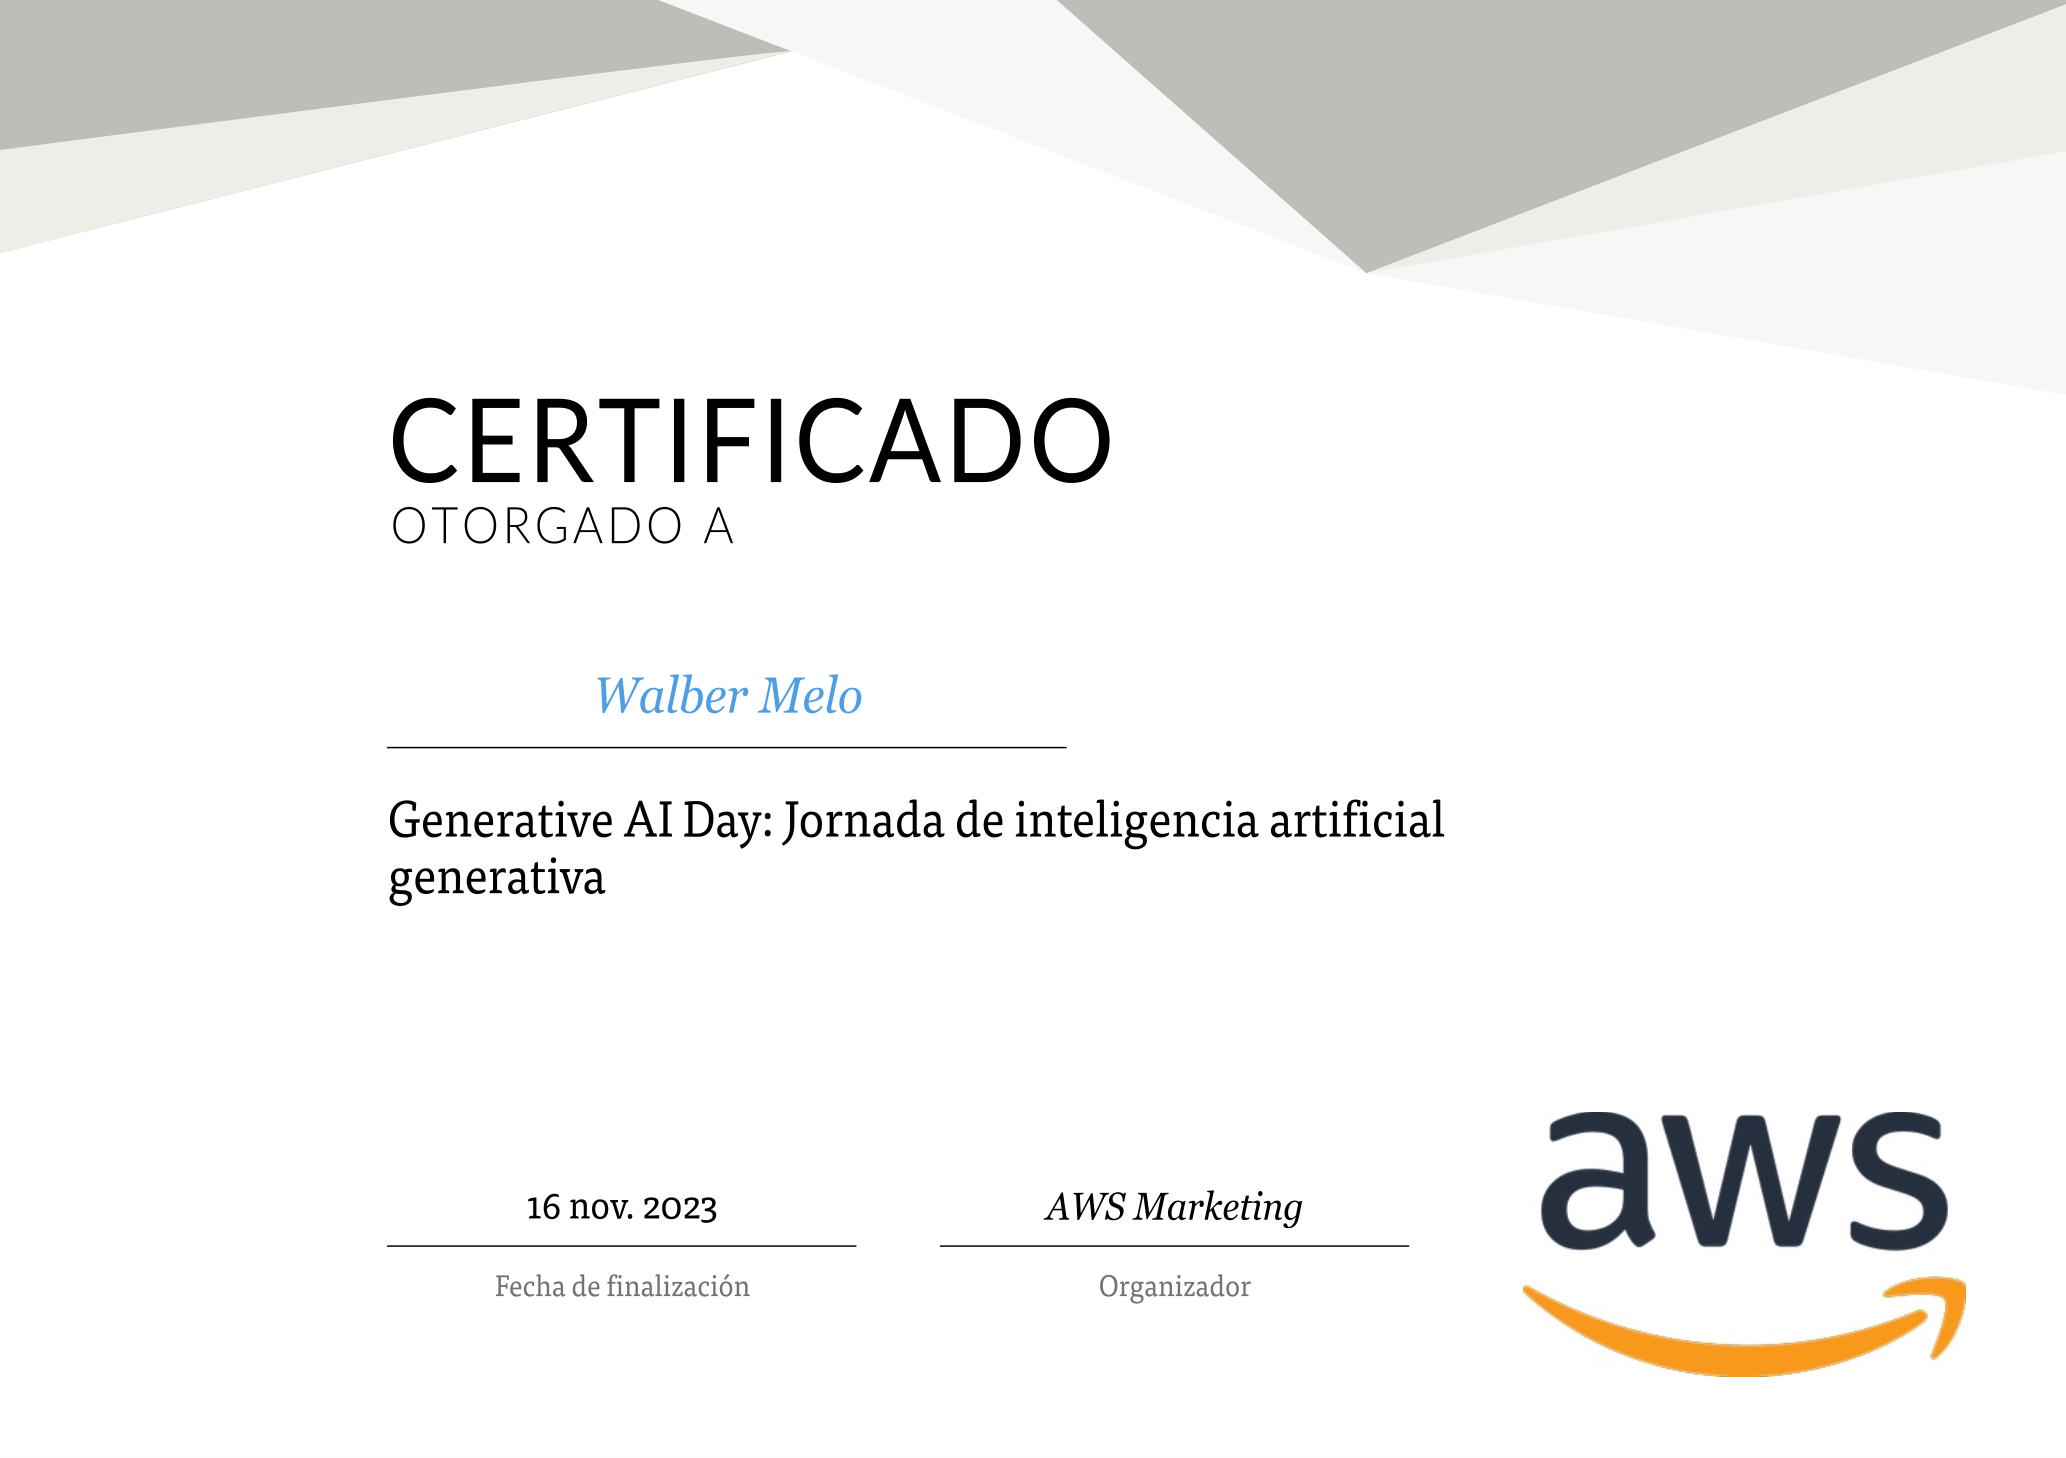 CERTIFICADO
OTORGADO A
Walber Melo
Generative AI Day: Jornada de inteligencia artificial
generativa
16 nov. 2023
AWS Marketing
Fecha de finalización
Organizador
aws